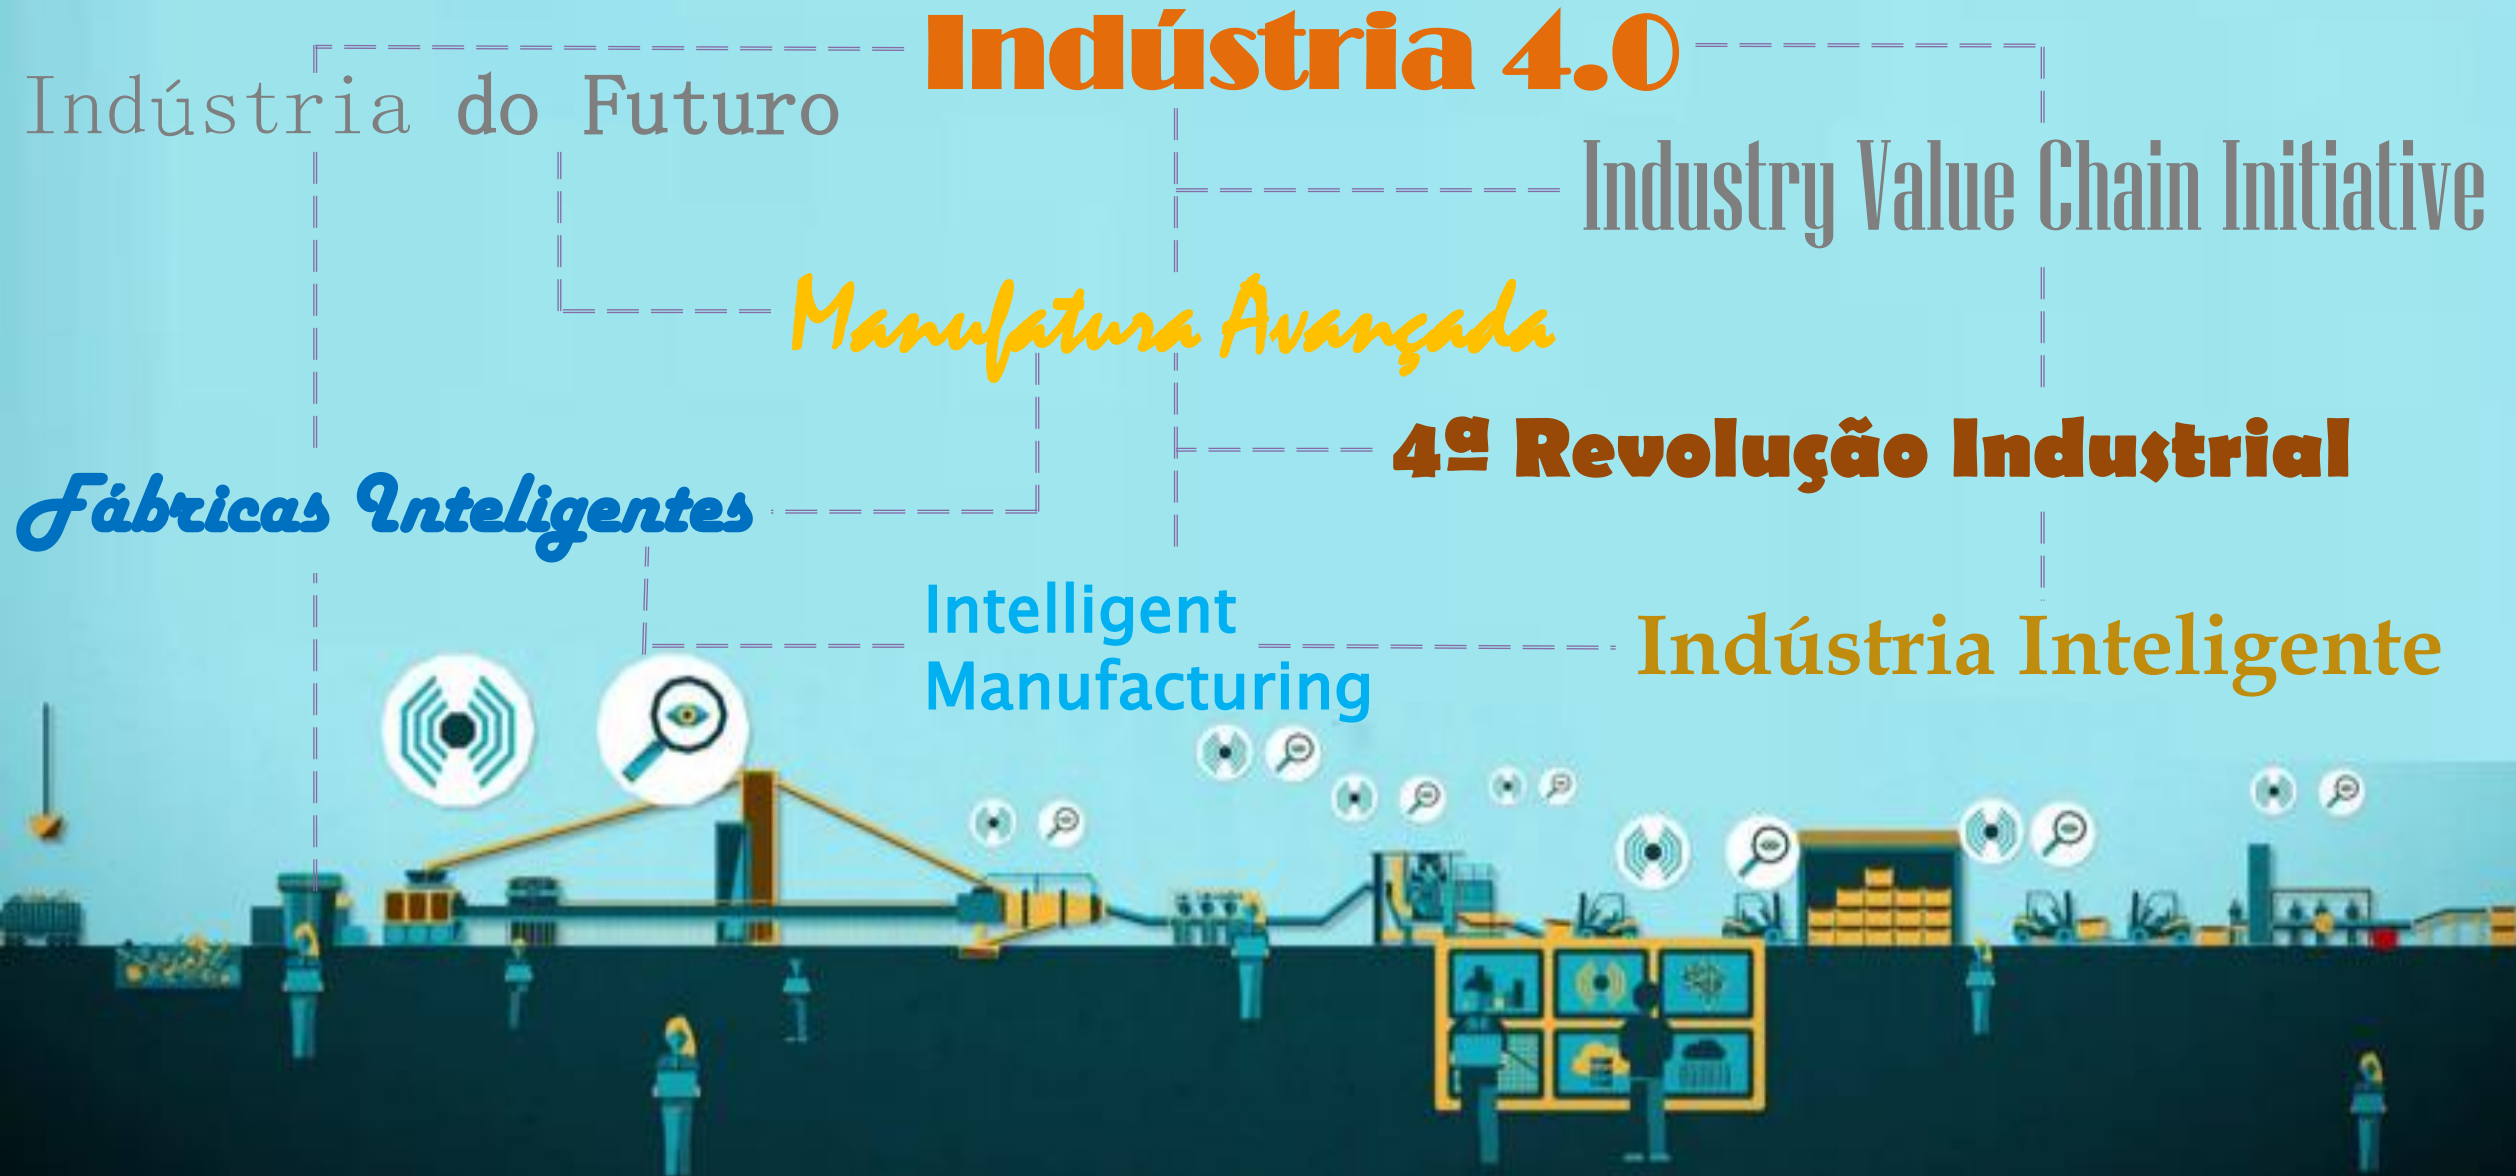 Indústria 4.0
Indústria do Futuro
Industry Value Chain Initiative
Manufatura Avançada
4ª Revolução Industrial
Fábricas Inteligentes
Intelligent
Manufacturing
Indústria Inteligente